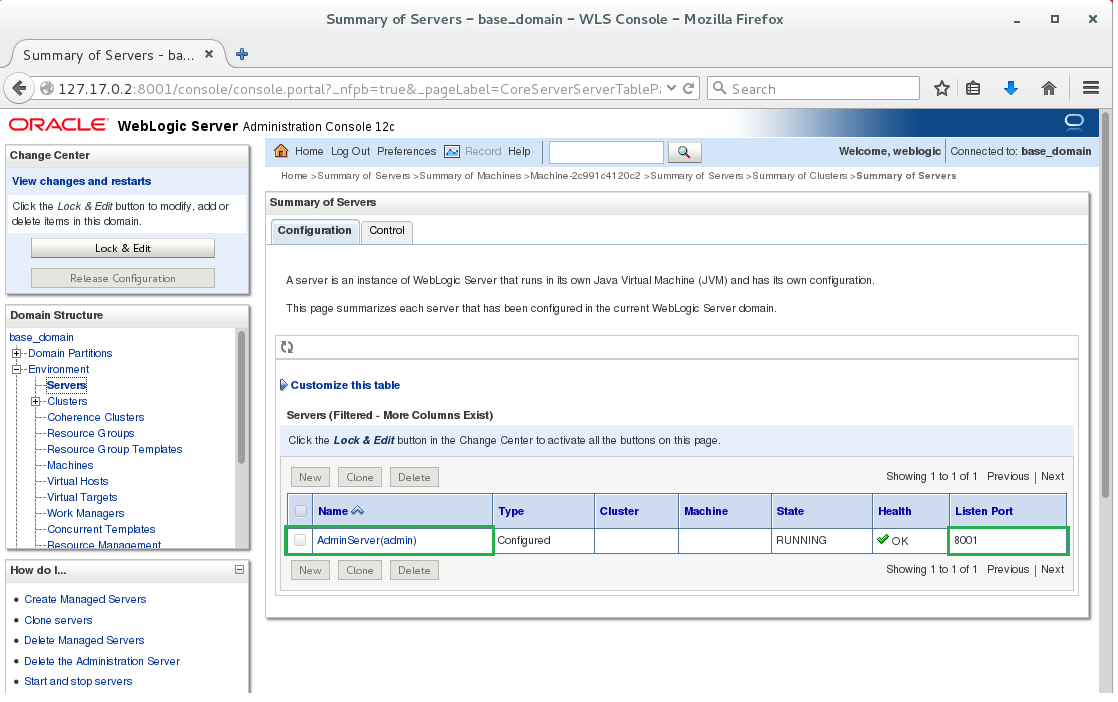 Summary of Servers - base_domain - WLS Console - Mozilla Firefox
Summary of Servers - ba...
127.17.0.2:8001/console/console.portal?_nfpb=true&_pageLabel=CoreServerServerTablePa
Search
ORACLE WebLogic Server Administration Console 12c
Change Center
View changes and restarts
Click the Lock & Edit button to modify, add or
delete items in this domain.
Lock & Edit
Release Configuration
Domain Structure
base_domain
Domain Partitions
Environment
Servers
Clusters
Coherence Clusters
Resource Groups
Resource Group Templates
Machines
Virtual Hosts
Virtual Targets
Work Managers
Concurrent Templates
Resource Management
How do I...
Create Managed Servers
Clone servers
Delete Managed Servers
Delete the Administration Server
Start and stop servers
Home Log Out Preferences Record Help
Welcome, weblogic Connected to: base_domain
Home >Summary of Servers >Summary of Machines >Machine-2c991c4120c2 >Summary of Servers >Summary of Clusters >Summary of Servers
Summary of Servers
Configuration Control
A server is an instance of WebLogic Server that runs in its own Java Virtual Machine (JVM) and has its own configuration.
This page summarizes each server that has been configured in the current WebLogic Server domain.
Customize this table
Servers (Filtered - More Columns Exist)
Click the Lock & Edit button in the Change Center to activate all the buttons on this page.
New Clone Delete Showing 1 to 1 of 1 Previous | Next
Name Type Cluster Machine State Health Listen Port
AdminServer(admin) Configured RUNNING OK 8001
New Clone Delete Showing 1 to 1 of 1 Previous | Next